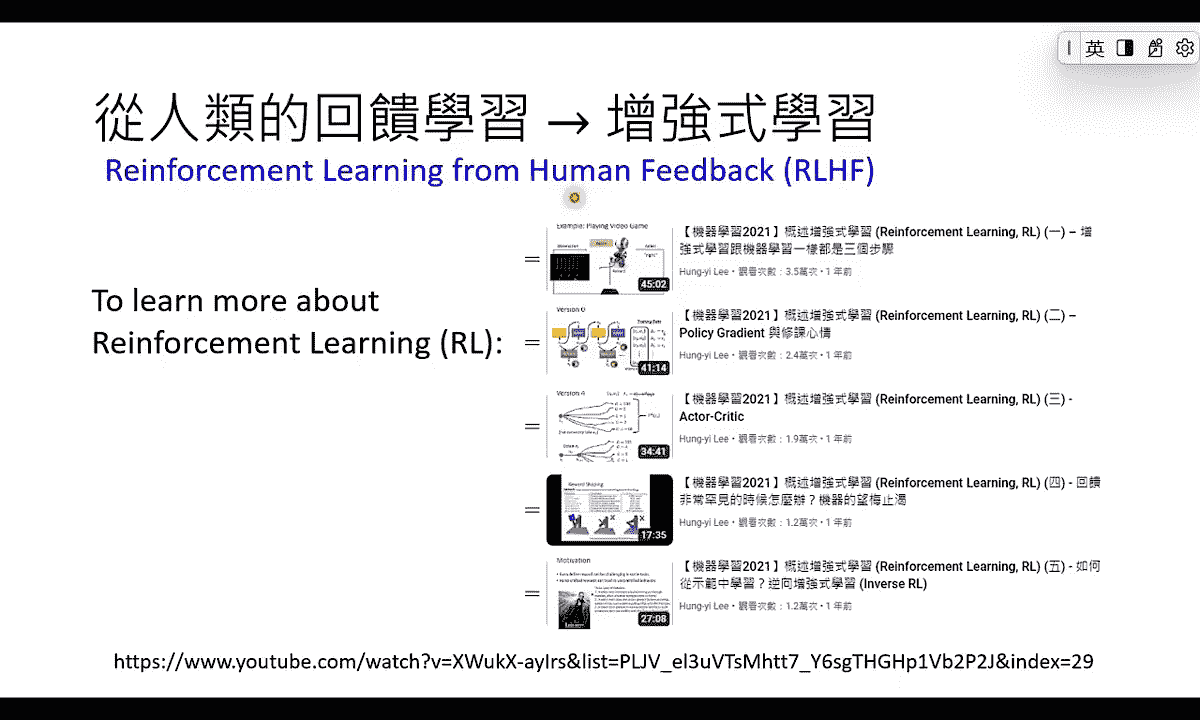 英
從人類的回饋學習 → 增強式學習
Reinforcement Learning from Human Feedback (RLHF)
To learn more about
Reinforcement Learning (RL):
Example: Playing Video Game
45:02
【機器學習2021】概述增強式學習 (Reinforcement Learning, RL) (一) – 增
強式學習跟機器學習一樣都是三個步驟
Hung-yi Lee • 觀看次數：3.5萬次 • 1 年前
Version 0
41:14
【機器學習2021】概述增強式學習 (Reinforcement Learning, RL) (二) –
Policy Gradient 與修課心情
Hung-yi Lee • 觀看次數：2.4萬次 • 1 年前
Version 4
34:41
【機器學習2021】概述增強式學習 (Reinforcement Learning, RL) (三) -
Actor-Critic
Hung-yi Lee • 觀看次數：1.9萬次 • 1 年前
Reward Shaping
17:35
【機器學習2021】概述增強式學習 (Reinforcement Learning, RL) (四) - 回饋
非常罕見的時候怎麼辦？機器的望梅止渴
Hung-yi Lee • 觀看次數：1.2萬次 • 1 年前
Motivation
27:08
【機器學習2021】概述增強式學習 (Reinforcement Learning, RL) (五) - 如何
從示範中學習？逆向增強式學習 (Inverse RL)
Hung-yi Lee • 觀看次數：1.2萬次 • 1 年前
https://www.youtube.com/watch?v=XWukX-ayIrs&list=PLJV_el3uVTsMhtt7_Y6sgTHGHp1Vb2P2J&index=29